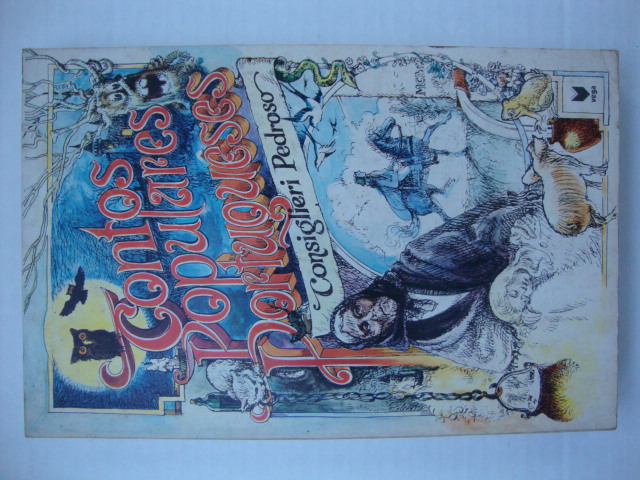 Contos
Populares
Portugueses
Consiglieri Pedroso
vega